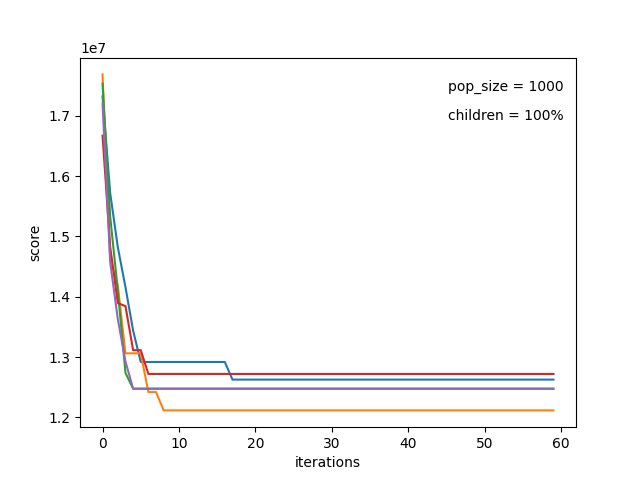 1e7
pop_size = 1000
children = 100%
1.7
1.6
1.5
1.4
1.3
1.2
score
0 10 20 30 40 50 60
iterations